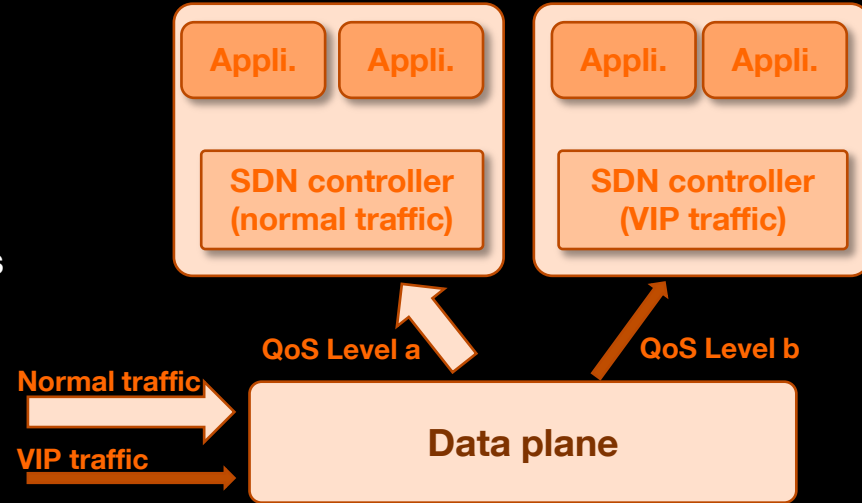 Appli. Appli. Appli. Appli.
SDN controller
(normal traffic)
SDN controller
(VIP traffic)
s
QoS Level a
QoS Level b
Normal traffic
VIP traffic
Data plane